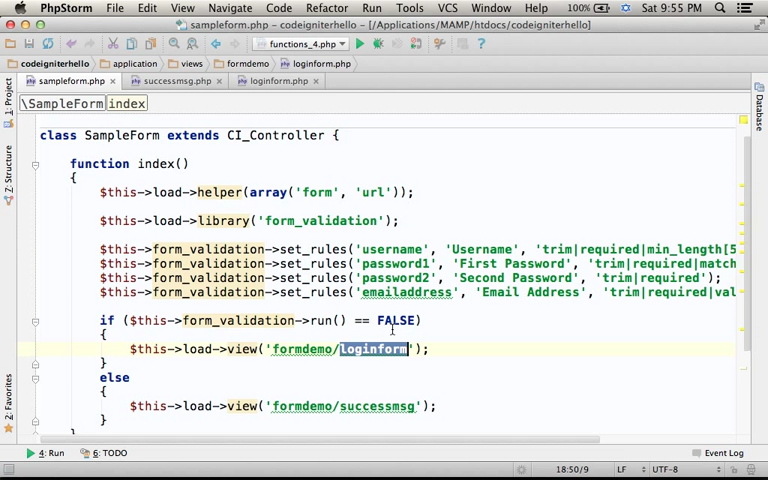 PhpStorm File Edit View Navigate Code Refactor Run Tools VCS Window Help 100% Sat 9:55 PM
sampleform.php - codeigniterhello - [/Applications/MAMP/htdocs/codeigniterhello]
functions_4.php
codeigniterhello application views formdemo loginform.php
sampleform.php successmsg.php loginform.php
\SampleForm index
1: Project
Z: Structure
2: Favorites
Database
class SampleForm extends CI_Controller {
function index()
{
$this->load->helper(array('form', 'url'));
$this->load->library('form_validation');
$this->form_validation->set_rules('username', 'Username', 'trim|required|min_length[5
$this->form_validation->set_rules('password1', 'First Password', 'trim|required|match
$this->form_validation->set_rules('password2', 'Second Password', 'trim|required');
$this->form_validation->set_rules('emailaddress', 'Email Address', 'trim|required|val
if ($this->form_validation->run() == FALSE)
{
$this->load->view('formdemo/loginform');
}
else
{
$this->load->view('formdemo/successmsg');
}
4: Run 6: TODO Event Log
18:50/9 LF UTF-8